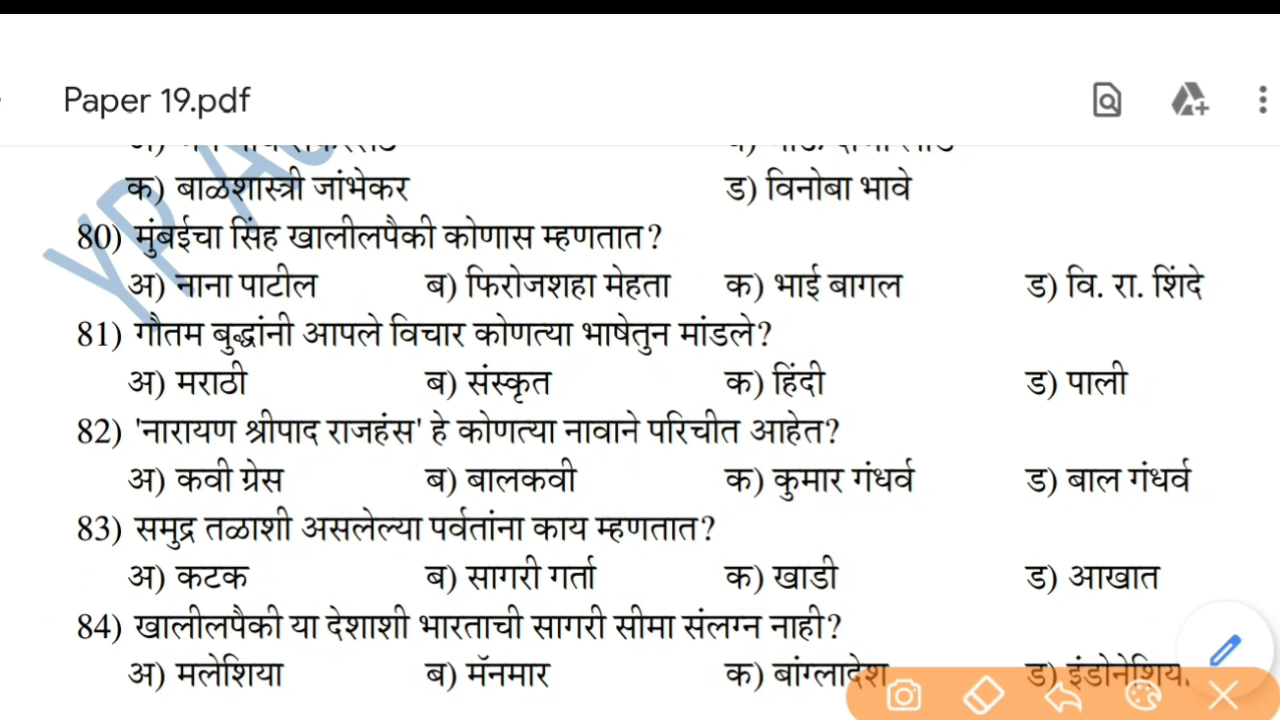 Paper 19.pdf
क) बाळशास्त्री जांभेकर ड) विनोबा भावे
80) मुंबईचा सिंह खालीलपैकी कोणास म्हणतात?
अ) नाना पाटील ब) फिरोजशहा मेहता क) भाई बागल ड) वि. रा. शिंदे
81) गौतम बुद्धांनी आपले विचार कोणत्या भाषेतुन मांडले?
अ) मराठी ब) संस्कृत क) हिंदी ड) पाली
82) 'नारायण श्रीपाद राजहंस' हे कोणत्या नावाने परिचीत आहेत?
अ) कवी ग्रेस ब) बालकवी क) कुमार गंधर्व ड) बाल गंधर्व
83) समुद्र तळाशी असलेल्या पर्वतांना काय म्हणतात?
अ) कटक ब) सागरी गर्ता क) खाडी ड) आखात
84) खालीलपैकी या देशाशी भारताची सागरी सीमा संलग्न नाही?
अ) मलेशिया ब) मॅनमार क) बांग्लादेश ड)